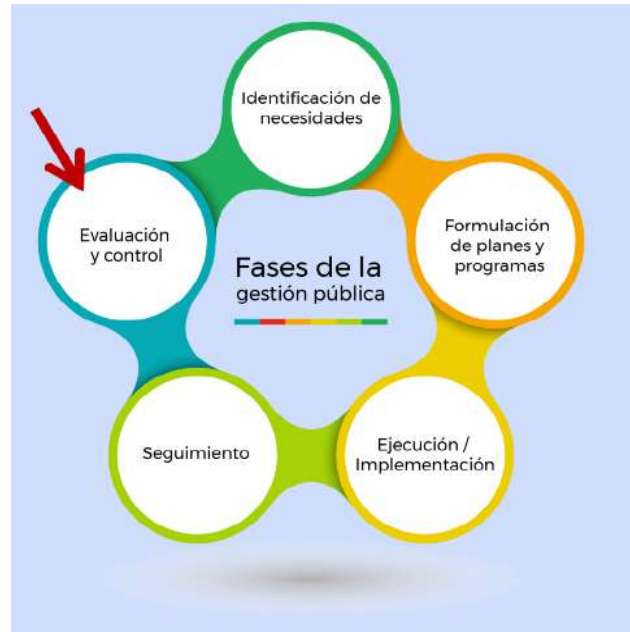 Identificación de
necesidades
Formulación
de planes y
programas
Evaluación
y control
Fases de la
gestión pública
Seguimiento
Ejecución /
Implementación